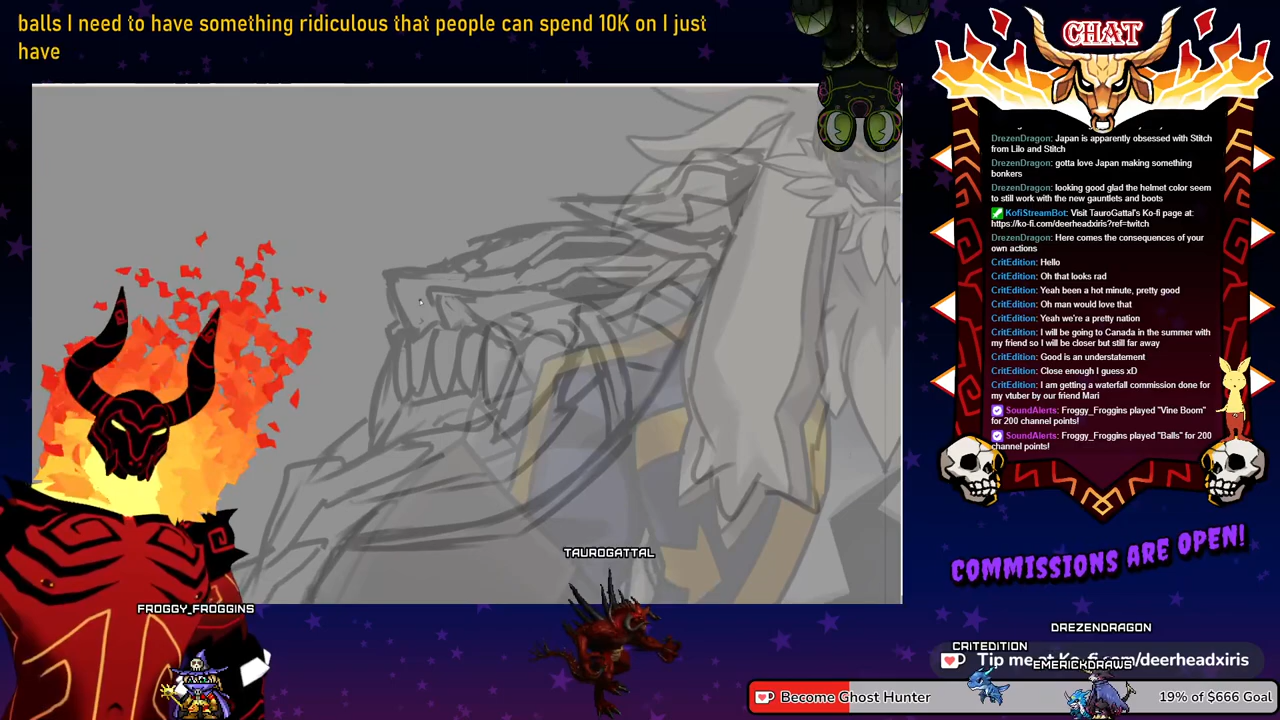 balls I need to have something ridiculous that people can spend 10K on I just
have
CHAT
DrezenDragon: Japan is apparently obsessed with Stitch
from Lilo and Stitch
DrezenDragon: gotta love Japan making something
bonkers
DrezenDragon: looking good glad the helmet color seem
to still work with the new gauntlets and boots
KofiStreamBot: Visit TauroGattal's Ko-fi page at:
https://ko-fi.com/deerheadxiris?ref=twitch
DrezenDragon: Here comes the consequences of your
own actions
CritEdition: Hello
CritEdition: Oh that looks rad
CritEdition: Yeah been a hot minute, pretty good
CritEdition: Oh man would love that
CritEdition: Yeah we're a pretty nation
CritEdition: I will be going to Canada in the summer with
my friend so I will be closer but still far away
CritEdition: Good is an understatement
CritEdition: Close enough I guess xD
CritEdition: I am getting a waterfall commission done for
my vtuber by our friend Mari
SoundAlerts: Froggy_Froggins played "Vine Boom"
for 200 channel points!
SoundAlerts: Froggy_Froggins played "Balls" for 200
channel points!
COMMISSIONS ARE OPEN!
TAUROGATTAL
FROGGY_FROGGINS
DREZENDRAGON
CRITEDITION
EMERICKDRAWS
Tip me at Ko-fi.com/deerheadxiris
Become Ghost Hunter
19% of $666 Goal